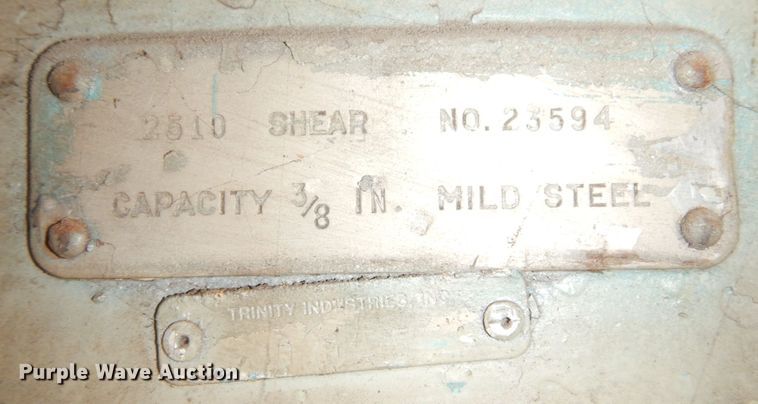 2510 SHEAR NO. 23594
CAPACITY 3/8 IN. MILD STEEL
TRINITY INDUSTRIES, INC.
Purple Wave Auction